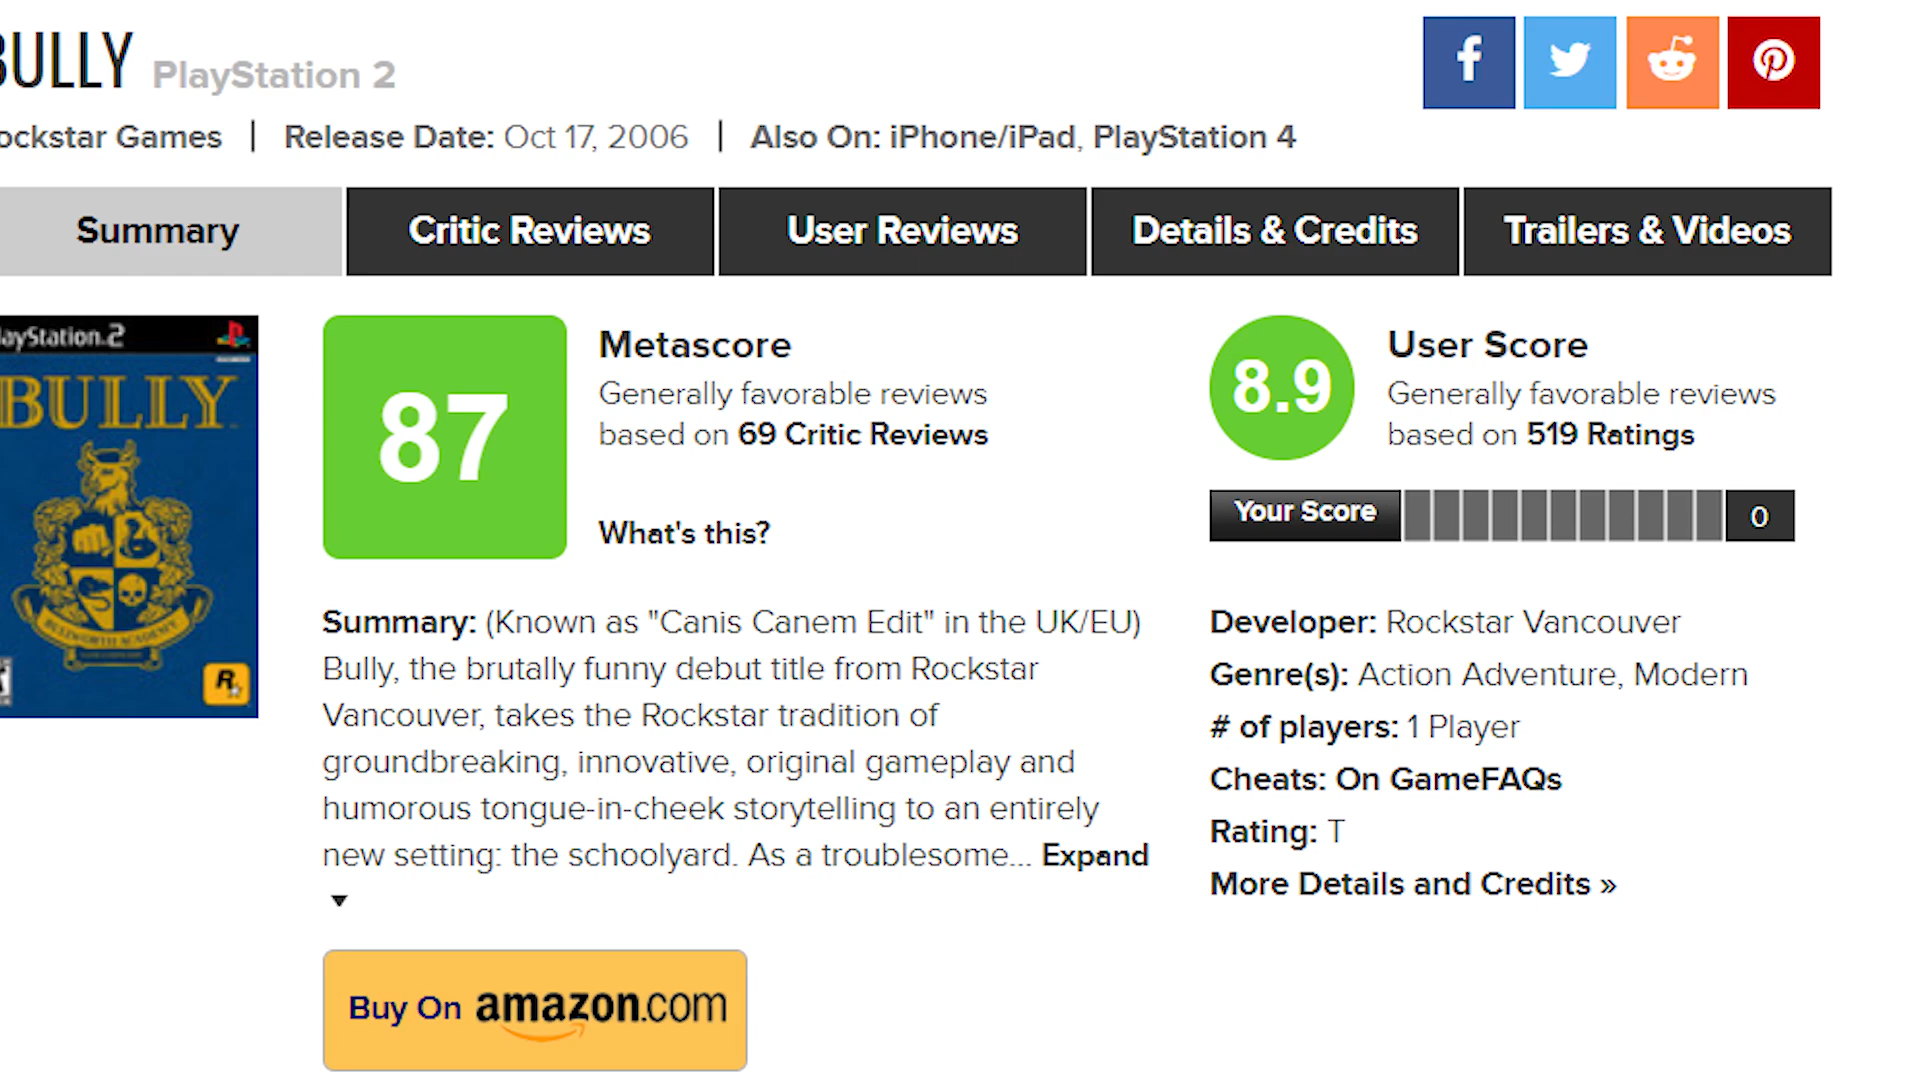 BULLY PlayStation 2
ockstar Games | Release Date: Oct 17, 2006 | Also On: iPhone/iPad, PlayStation 4
Summary Critic Reviews User Reviews Details & Credits Trailers & Videos
layStation.2
BULLY
BULLWORTH ACADEMY
R
87
Metascore
Generally favorable reviews
based on 69 Critic Reviews
What's this?
8.9
User Score
Generally favorable reviews
based on 519 Ratings
Your Score 0
Summary: (Known as "Canis Canem Edit" in the UK/EU)
Bully, the brutally funny debut title from Rockstar
Vancouver, takes the Rockstar tradition of
groundbreaking, innovative, original gameplay and
humorous tongue-in-cheek storytelling to an entirely
new setting: the schoolyard. As a troublesome... Expand
Developer: Rockstar Vancouver
Genre(s): Action Adventure, Modern
# of players: 1 Player
Cheats: On GameFAQs
Rating: T
More Details and Credits »
Buy On amazon.com